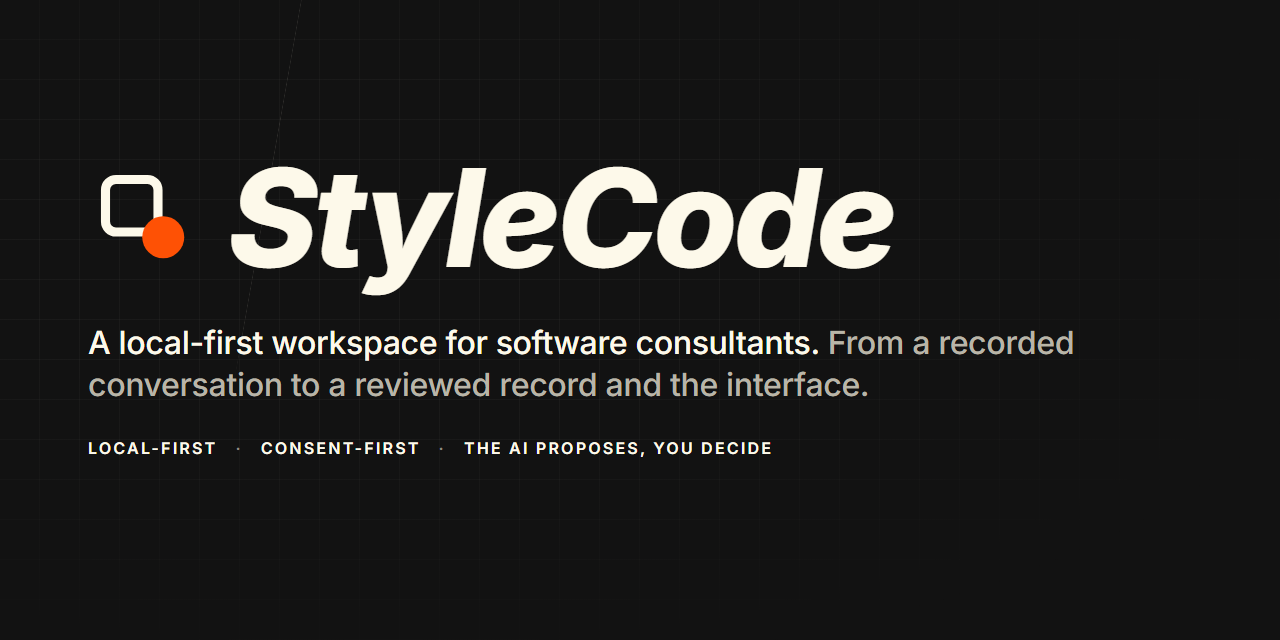 StyleCode
A local-first workspace for software consultants. From a recorded
conversation to a reviewed record and the interface.
LOCAL-FIRST · CONSENT-FIRST · THE AI PROPOSES, YOU DECIDE